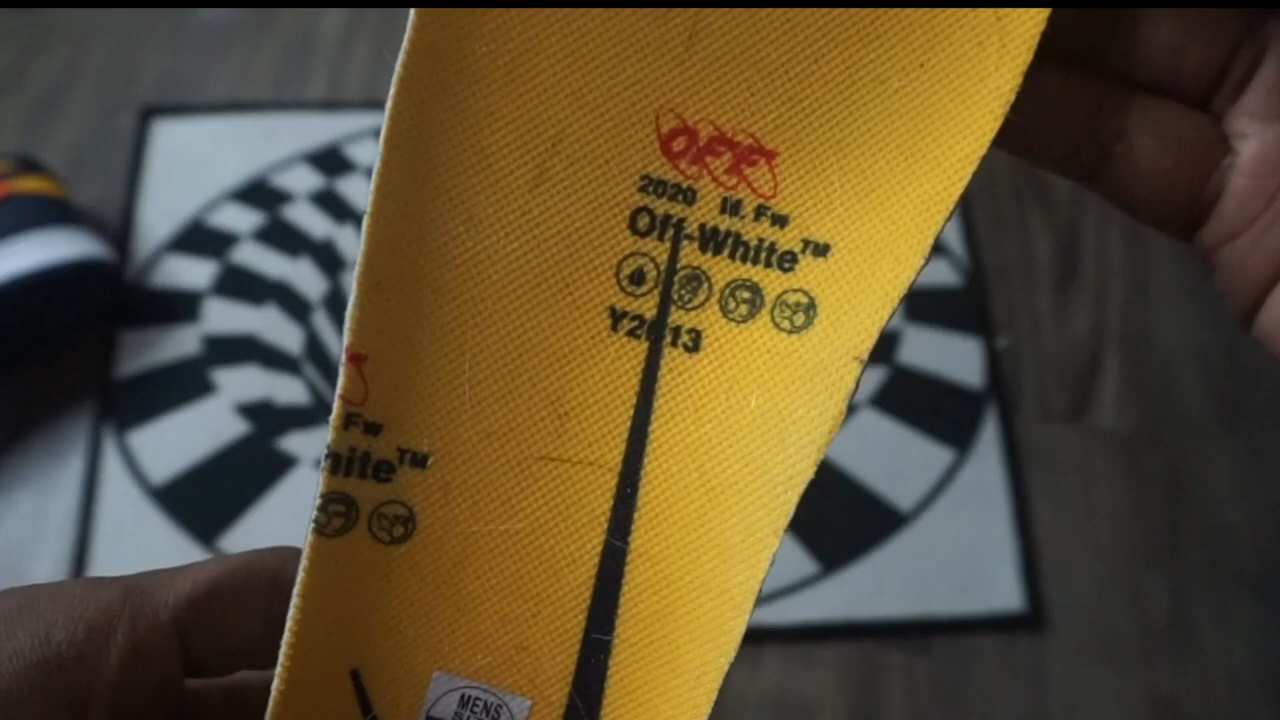 OFF
2020 M. Fw
Off-White™
Y2013
Fw
hite™
MENS